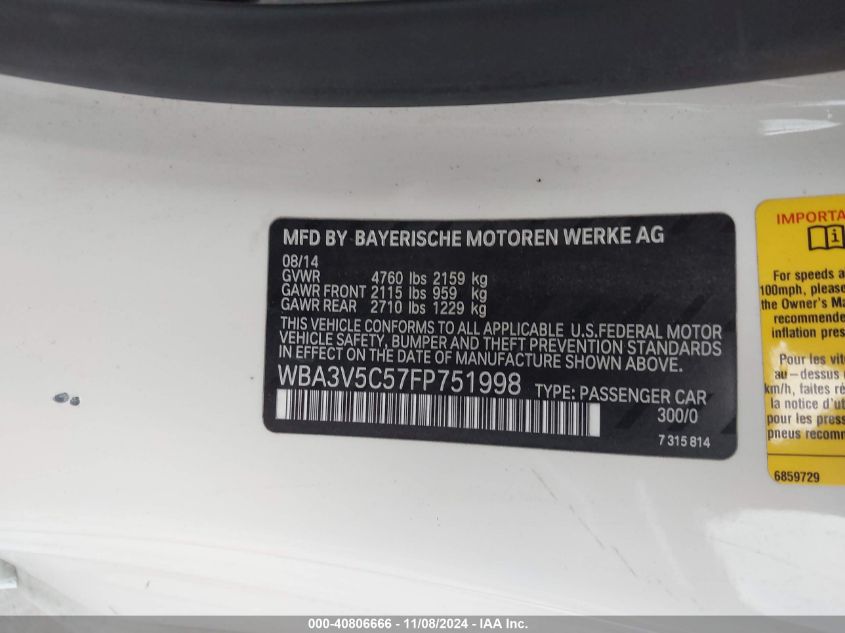 MFD BY BAYERISCHE MOTOREN WERKE AG
08/14
GVWR 4760 lbs 2159 kg
GAWR FRONT 2115 lbs 959 kg
GAWR REAR 2710 lbs 1229 kg
THIS VEHICLE CONFORMS TO ALL APPLICABLE U.S.FEDERAL MOTOR
VEHICLE SAFETY, BUMPER AND THEFT PREVENTION STANDARDS
IN EFFECT ON THE DATE OF MANUFACTURE SHOWN ABOVE.
WBA3V5C57FP751998 TYPE: PASSENGER CAR
300/0
7 315 814
IMPORTA
i
For speeds a
100mph, please
the Owner's Ma
recommende
inflation pres
Pour les vit
au-dessus d
km/h, faites ré
la notice d'ut
pour les press
pneus recomm
6859729
000-40806666 - 11/08/2024 - IAA Inc.